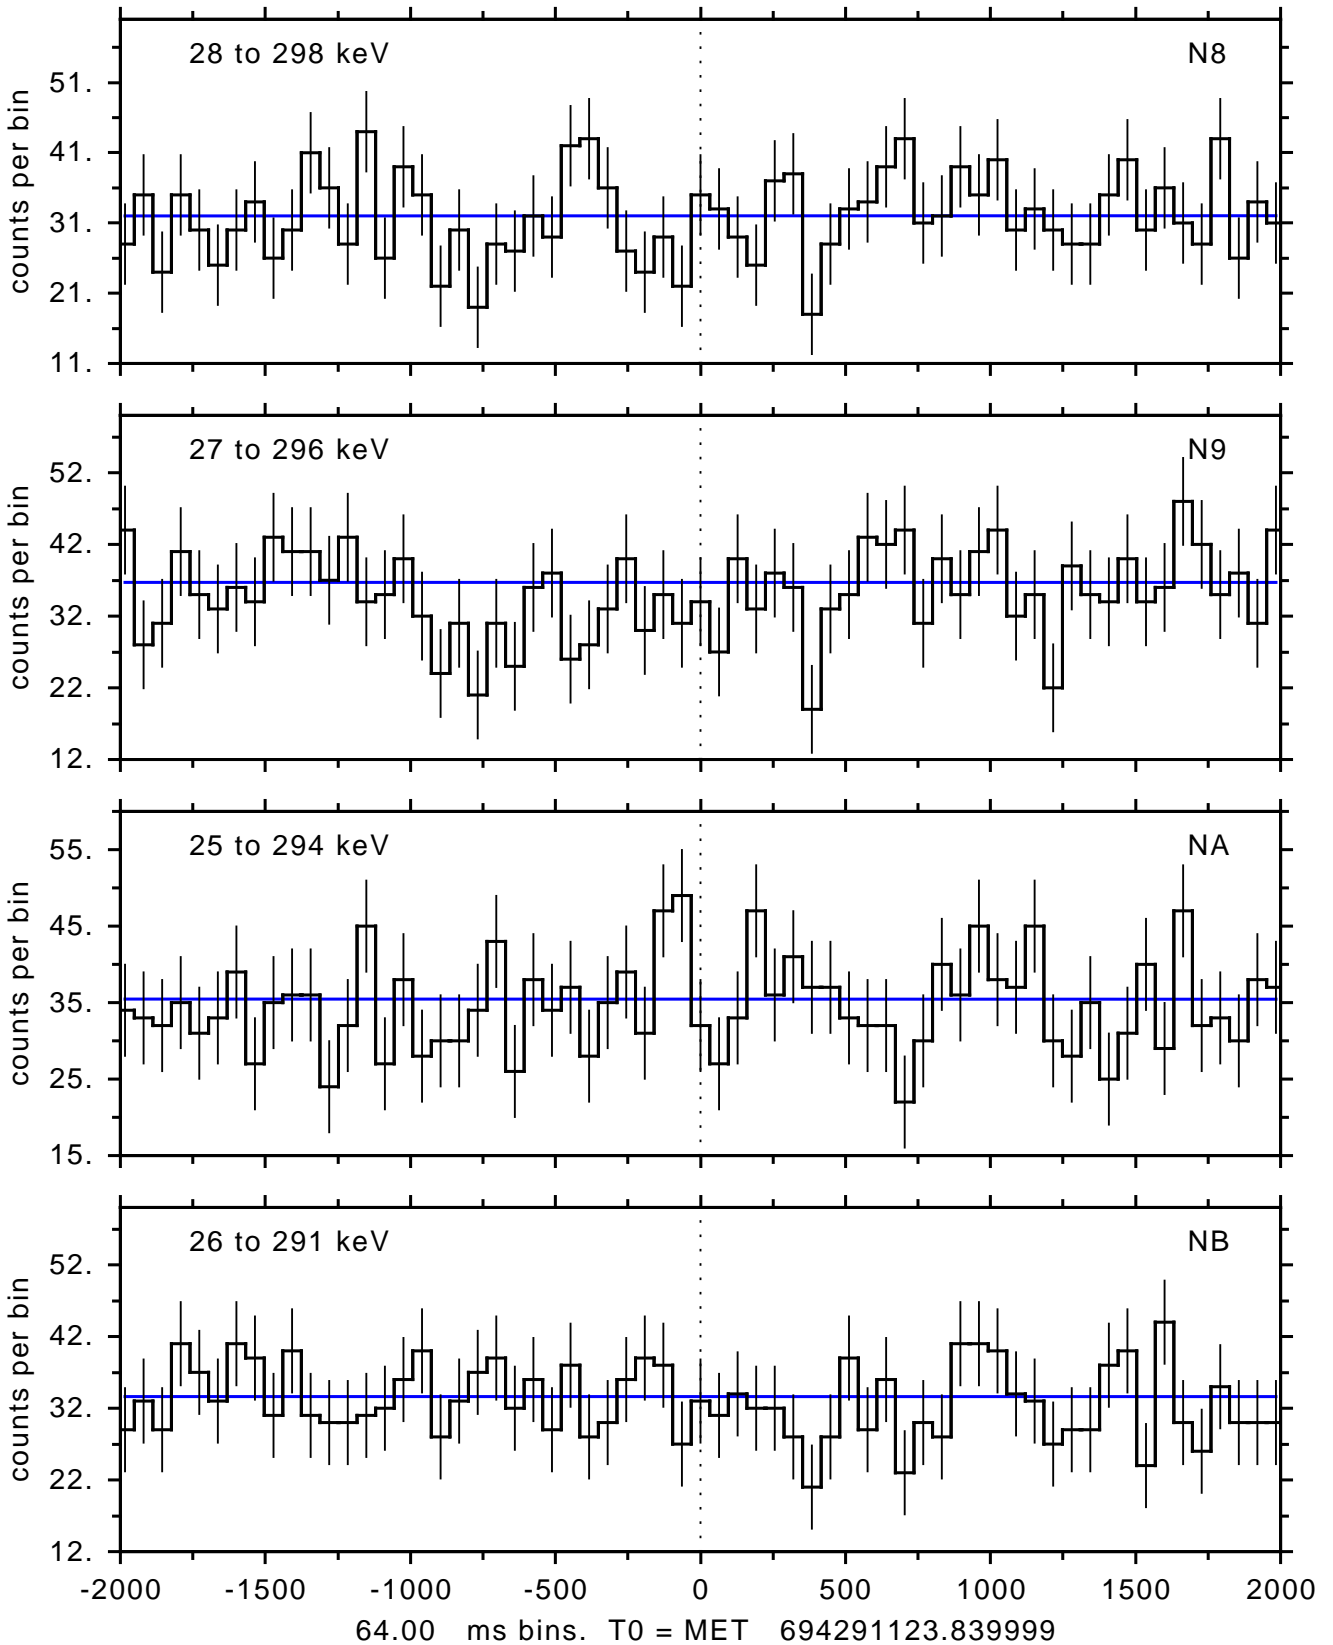 28 to 298 keV N8
counts per bin
51.
41.
31.
21.
11.
27 to 296 keV N9
counts per bin
52.
42.
32.
22.
12.
25 to 294 keV NA
counts per bin
55.
45.
35.
25.
15.
26 to 291 keV NB
counts per bin
52.
42.
32.
22.
12.
-2000 -1500 -1000 -500 0 500 1000 1500 2000
64.00 ms bins. T0 = MET 694291123.839999